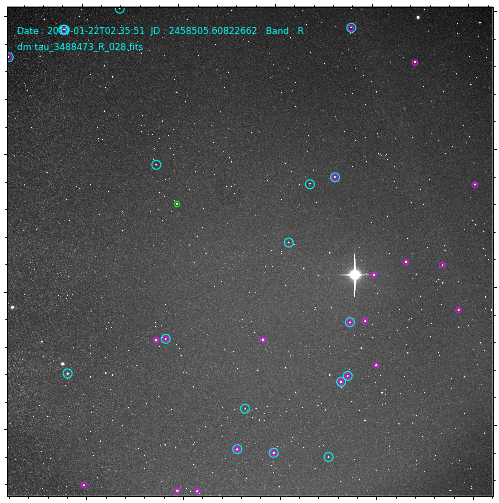 Date : 2019-01-22T02:35:51 JD : 2458505.60822662 Band : R
dm tau_3488473_R_028.fits